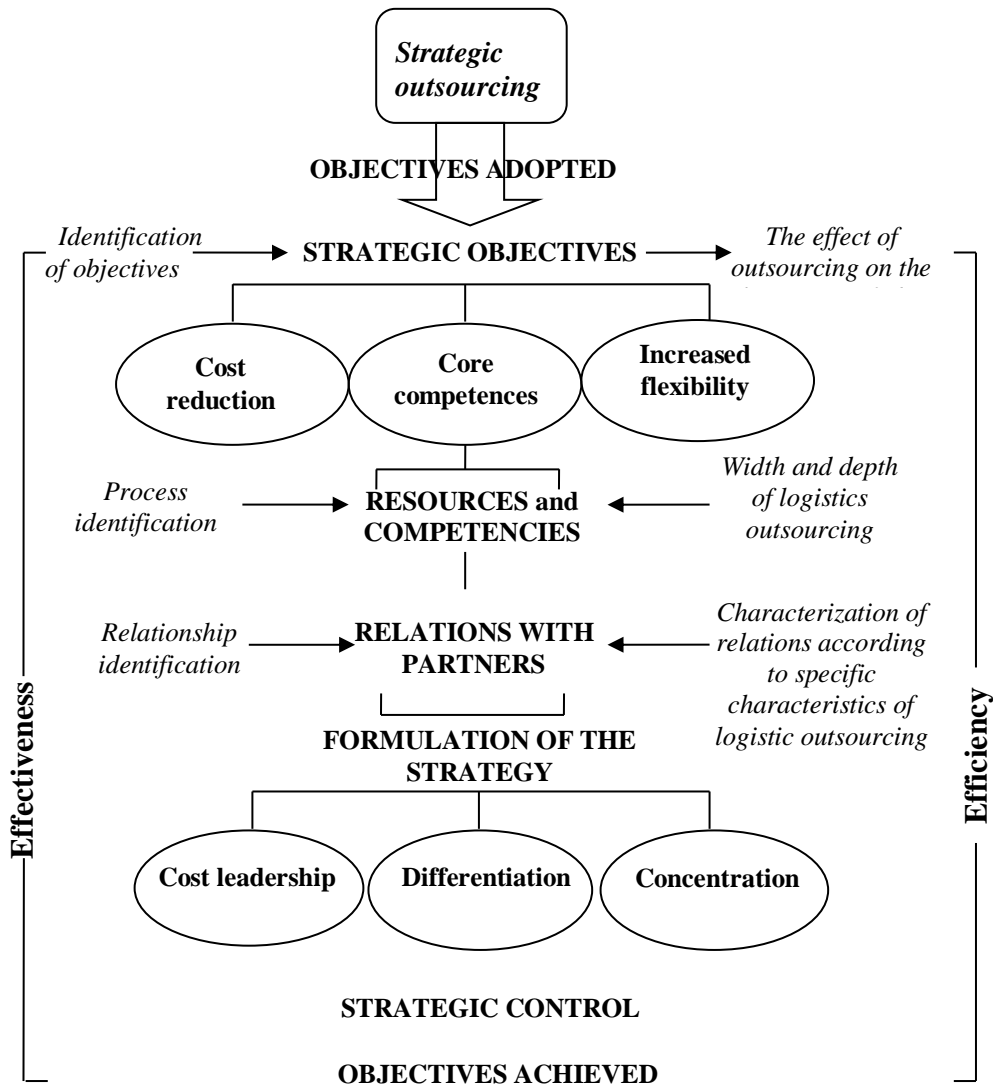 Strategic
outsourcing
OBJECTIVES ADOPTED
Identification
of objectives
STRATEGIC OBJECTIVES
The effect of
outsourcing on the
Cost
reduction
Core
competences
Increased
flexibility
Process
identification
RESOURCES and
COMPETENCIES
Width and depth
of logistics
outsourcing
Relationship
identification
RELATIONS WITH
PARTNERS
Characterization of
relations according
to specific
characteristics of
logistic outsourcing
Effectiveness
Efficiency
FORMULATION OF THE
STRATEGY
Cost leadership
Differentiation
Concentration
STRATEGIC CONTROL
OBJECTIVES ACHIEVED